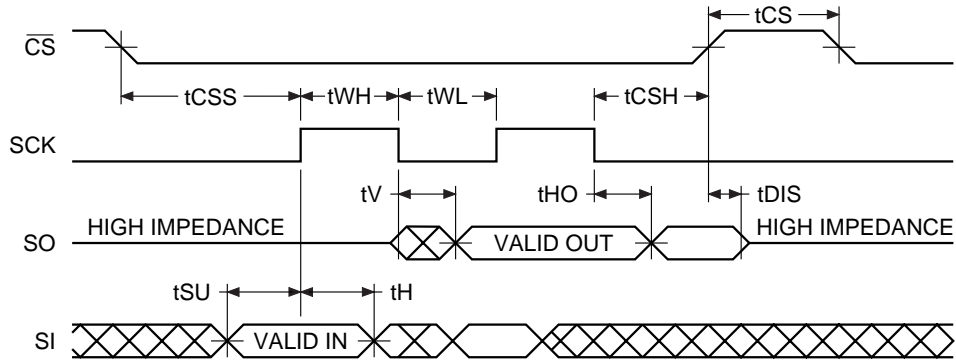 tCS
C̅S̅
tCSS
tWH
tWL
tCSH
SCK
tV
tHO
tDIS
HIGH IMPEDANCE
HIGH IMPEDANCE
SO
VALID OUT
tSU
tH
SI
VALID IN